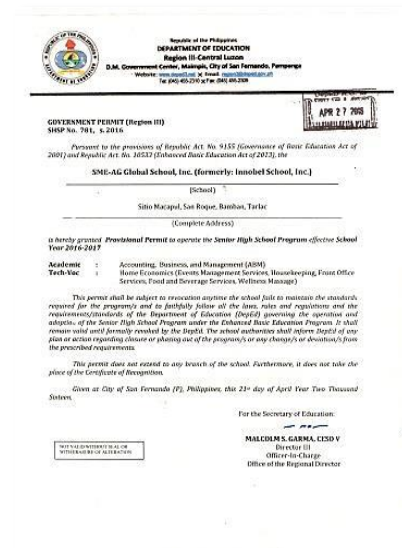 Republic of the Philippines
DEPARTMENT OF EDUCATION
Region III-Central Luzon
D.M. Government Center, Maimpis, City of San Fernando, Pampanga
APR 27 2016
GOVERNMENT PERMIT (Region III)
SHSP No. 781, s. 2016
Pursuant to the provisions of Republic Act. No. 9155 (Governance of Basic Education Act of
2001) and Republic Act. No. 10533 (Enhanced Basic Education Act of 2013), the
SME-AG Global School, Inc. (formerly: Innobel School, Inc.)
(School)
Sitio Macapul, San Roque, Bamban, Tarlac
(Complete Address)
is hereby granted Provisional Permit to operate the Senior High School Program effective School
Year 2016-2017
Academic : Accounting, Business, and Management (ABM)
Tech-Voc : Home Economics (Events Management Services, Housekeeping, Front Office
Services, Food and Beverage Services, Wellness Massage)
This permit shall be subject to revocation anytime the school fails to maintain the standards
required for the program/s and to faithfully follow all the laws, rules and regulations and the
requirements/standards of the Department of Education (DepEd) governing the operation and
adoption of the Senior High School Program under the Enhanced Basic Education Program. It shall
remain valid until formally revoked by the DepEd. The school authorities shall inform DepEd of any
plan or action regarding closure or phasing out of the program/s or any change/s or deviation/s from
the prescribed requirements.
This permit does not extend to any branch of the school. Furthermore, it does not take the
place of the Certificate of Recognition.
Given at City of San Fernando (P), Philippines, this 21st day of April Year Two Thousand
Sixteen.
For the Secretary of Education:
MALCOLM S. GARMA, CESO V
Director III
Officer-In-Charge
Office of the Regional Director
NOT VALID WITHOUT SEAL OR
WITH ERASURE OR ALTERATION